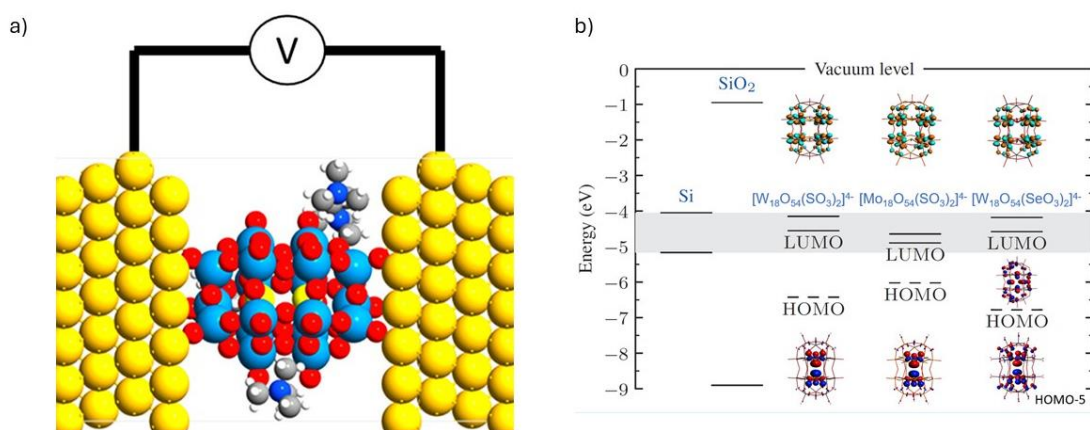 a)
V
b)
Energy (eV)
0
−1
−2
−3
−4
−5
−6
−7
−8
−9
Vacuum level
SiO₂
Si
[W₁₈O₅₄(SO₃)₂]⁴⁻ [Mo₁₈O₅₄(SO₃)₂]⁴⁻ [W₁₈O₅₄(SeO₃)₂]⁴⁻
LUMO
LUMO
LUMO
HOMO
HOMO
HOMO
HOMO-5